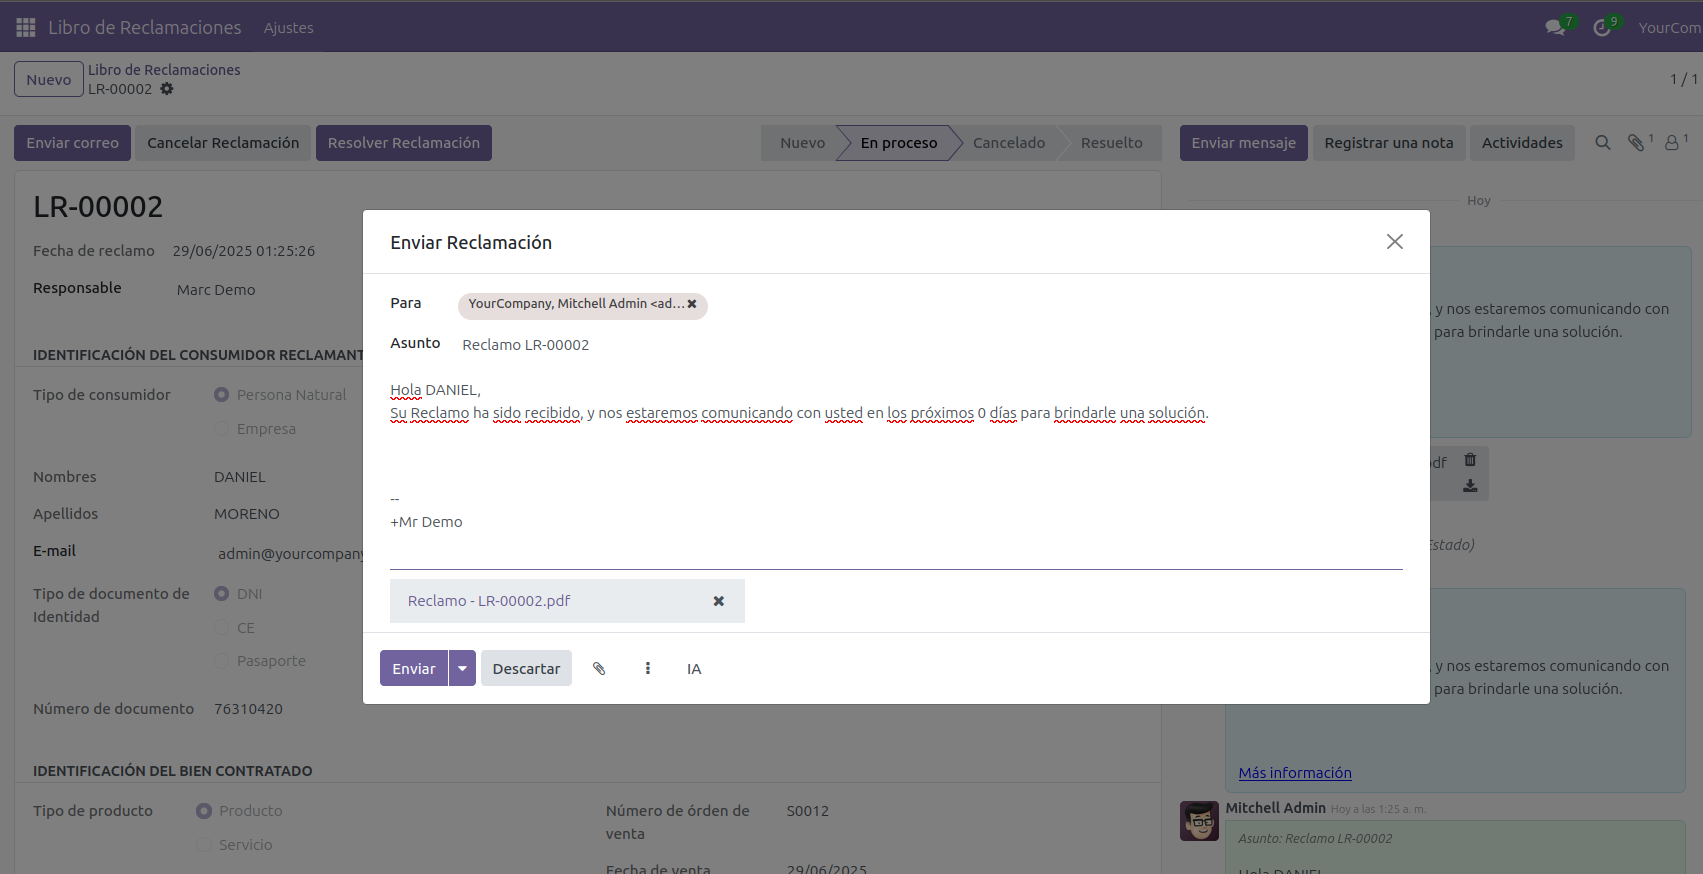 Libro de Reclamaciones
Ajustes
7
9
YourCom
Nuevo
Libro de Reclamaciones
LR-00002
1 / 1
Enviar correo
Cancelar Reclamación
Resolver Reclamación
Nuevo
En proceso
Cancelado
Resuelto
Enviar mensaje
Registrar una nota
Actividades
1
1
LR-00002
Fecha de reclamo 29/06/2025 01:25:26
Responsable Marc Demo
IDENTIFICACIÓN DEL CONSUMIDOR RECLAMANT
Tipo de consumidor
Persona Natural
Empresa
Nombres DANIEL
Apellidos MORENO
E-mail admin@yourcompany
Tipo de documento de
Identidad
DNI
CE
Pasaporte
Número de documento 76310420
IDENTIFICACIÓN DEL BIEN CONTRATADO
Tipo de producto
Producto
Servicio
Número de órden de
venta
S0012
Fecha de venta 29/06/2025
Enviar Reclamación
Para YourCompany, Mitchell Admin <ad...
Asunto Reclamo LR-00002
Hola DANIEL,
Su Reclamo ha sido recibido, y nos estaremos comunicando con usted en los próximos 0 días para brindarle una solución.
--
+Mr Demo
Reclamo - LR-00002.pdf
Enviar
Descartar
IA
Hoy
, y nos estaremos comunicando con
para brindarle una solución.
pdf
Estado)
, y nos estaremos comunicando con
para brindarle una solución.
Más información
Mitchell Admin Hoy a las 1:25 a. m.
Asunto: Reclamo LR-00002
Hola DANIEL,